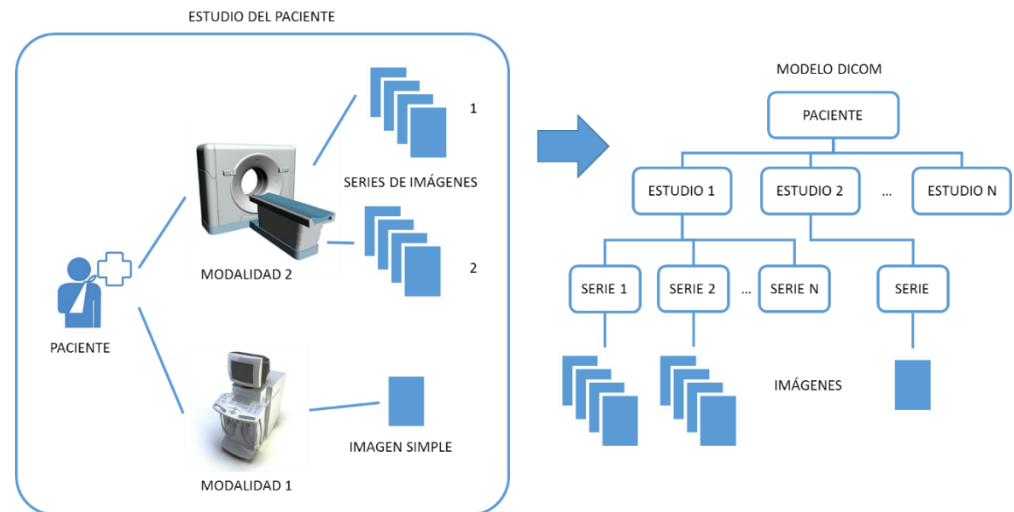 ESTUDIO DEL PACIENTE
1
SERIES DE IMÁGENES
2
MODALIDAD 2
PACIENTE
IMAGEN SIMPLE
MODALIDAD 1
MODELO DICOM
PACIENTE
ESTUDIO 1
ESTUDIO 2
...
ESTUDIO N
SERIE 1
SERIE 2
...
SERIE N
SERIE
IMÁGENES